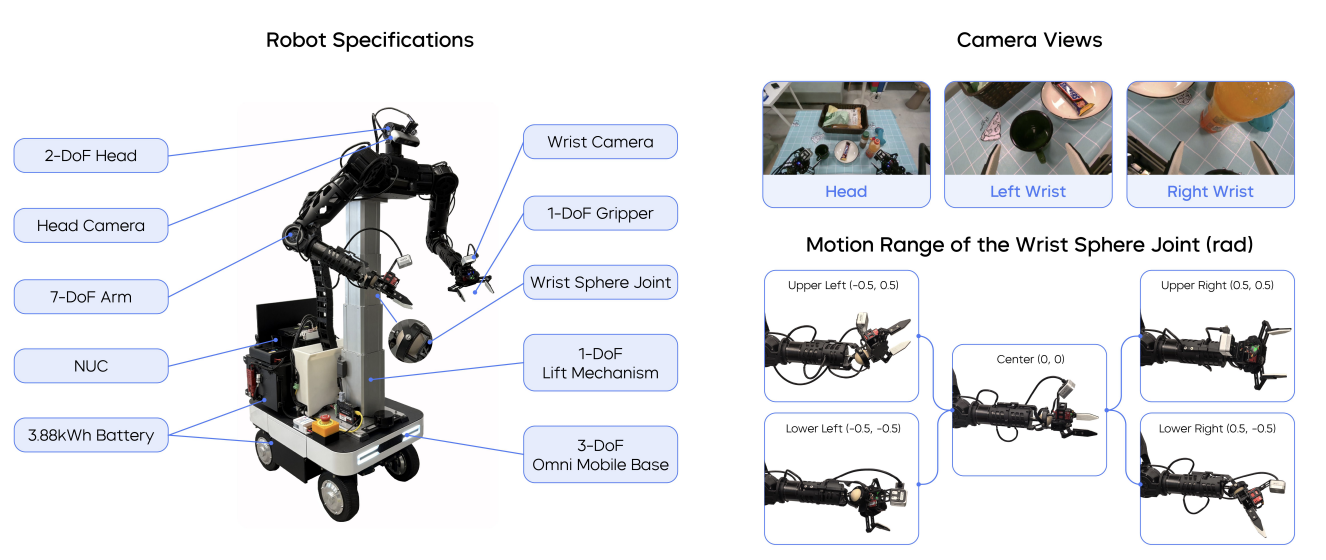 Robot Specifications
2-DoF Head
Head Camera
7-DoF Arm
NUC
3.88kWh Battery
Wrist Camera
1-DoF Gripper
Wrist Sphere Joint
1-DoF
Lift Mechanism
3-DoF
Omni Mobile Base
Camera Views
Head
Left Wrist
Right Wrist
Motion Range of the Wrist Sphere Joint (rad)
Upper Left (-0.5, 0.5)
Upper Right (0.5, 0.5)
Center (0, 0)
Lower Left (-0.5, -0.5)
Lower Right (0.5, -0.5)